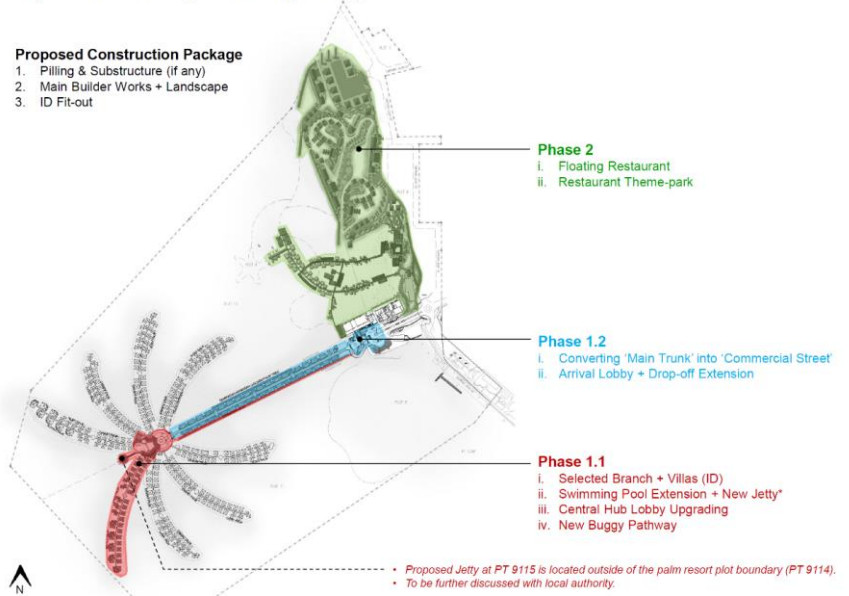 Proposed Construction Package
1. Pilling & Substructure (if any)
2. Main Builder Works + Landscape
3. ID Fit-out
Phase 2
i. Floating Restaurant
ii. Restaurant Theme-park
Phase 1.2
i. Converting 'Main Trunk' into 'Commercial Street'
ii. Arrival Lobby + Drop-off Extension
Phase 1.1
i. Selected Branch + Villas (ID)
ii. Swimming Pool Extension + New Jetty*
iii. Central Hub Lobby Upgrading
iv. New Buggy Pathway
• Proposed Jetty at PT 9115 is located outside of the palm resort plot boundary (PT 9114).
• To be further discussed with local authority.
N